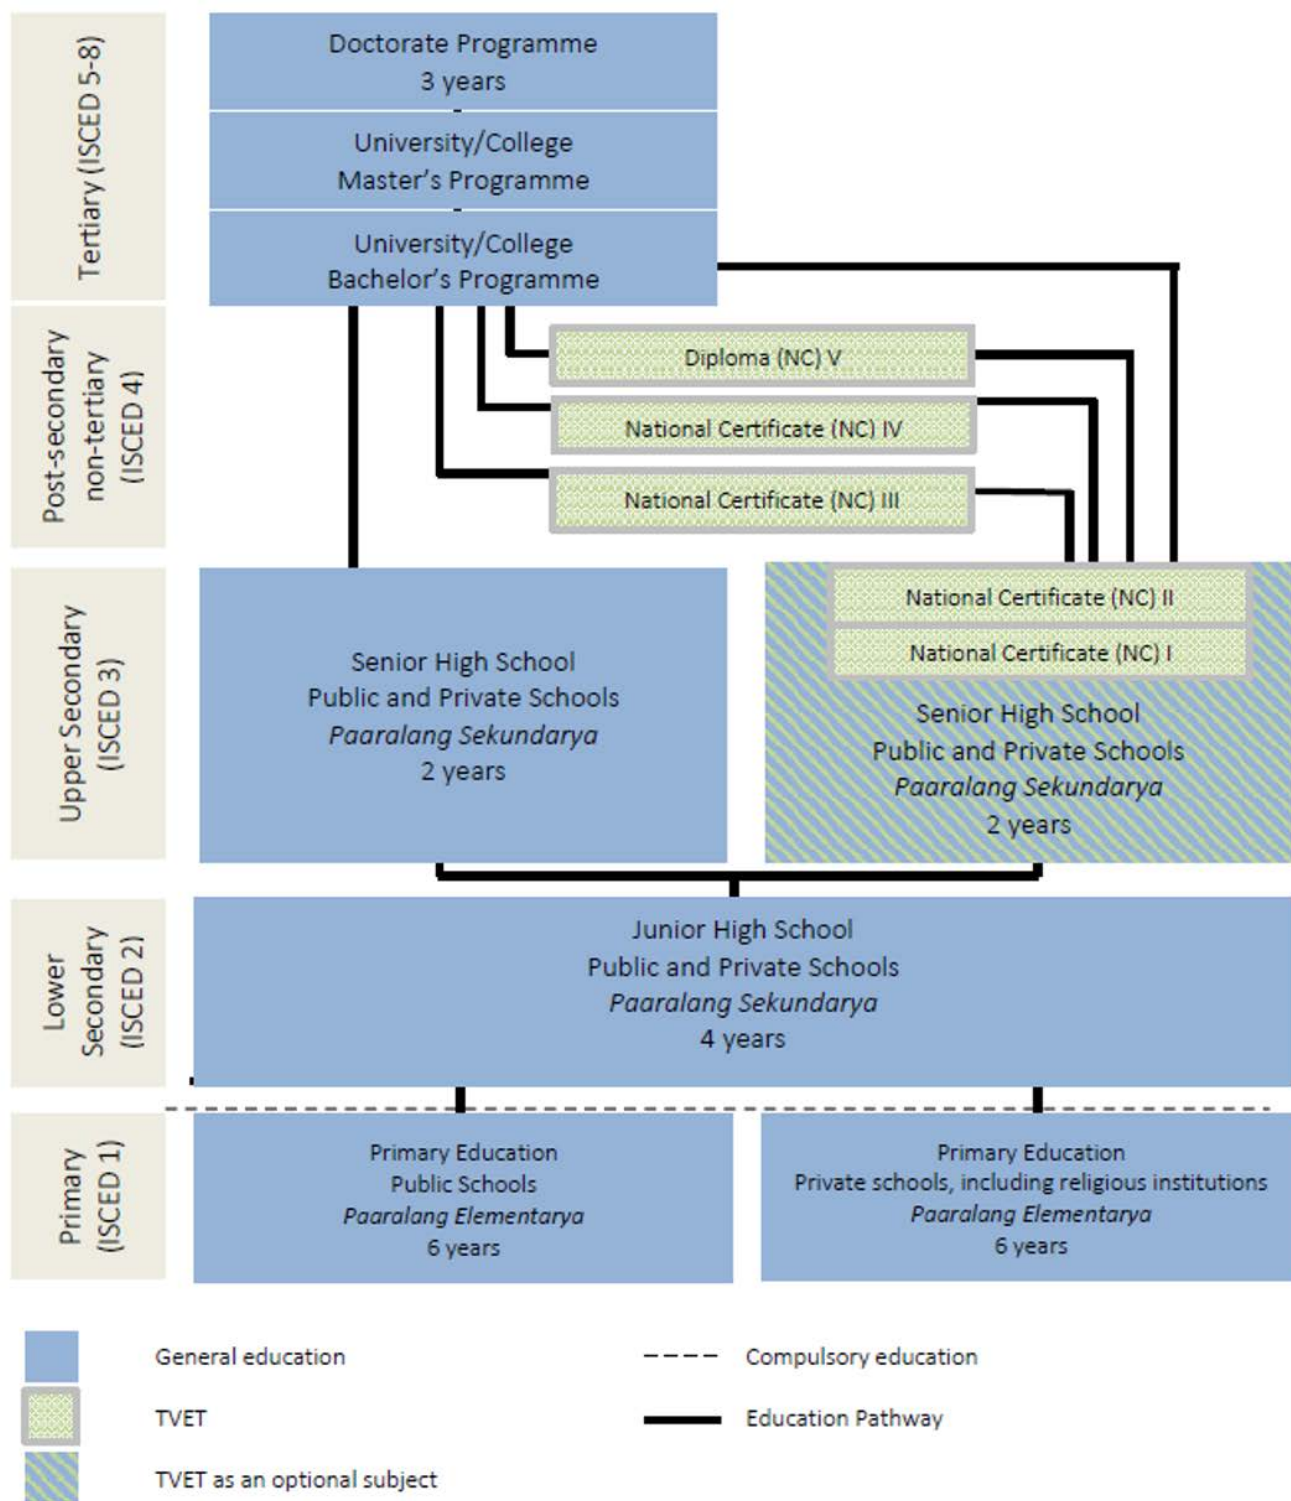 Tertiary (ISCED 5-8)
Doctorate Programme
3 years
University/College
Master's Programme
University/College
Bachelor's Programme
Post-secondary
non-tertiary
(ISCED 4)
Diploma (NC) V
National Certificate (NC) IV
National Certificate (NC) III
Upper Secondary
(ISCED 3)
Senior High School
Public and Private Schools
Paaralang Sekundarya
2 years
National Certificate (NC) II
National Certificate (NC) I
Senior High School
Public and Private Schools
Paaralang Sekundarya
2 years
Lower
Secondary
(ISCED 2)
Junior High School
Public and Private Schools
Paaralang Sekundarya
4 years
Primary
(ISCED 1)
Primary Education
Public Schools
Paaralang Elementarya
6 years
Primary Education
Private schools, including religious institutions
Paaralang Elementarya
6 years
General education
Compulsory education
TVET
Education Pathway
TVET as an optional subject